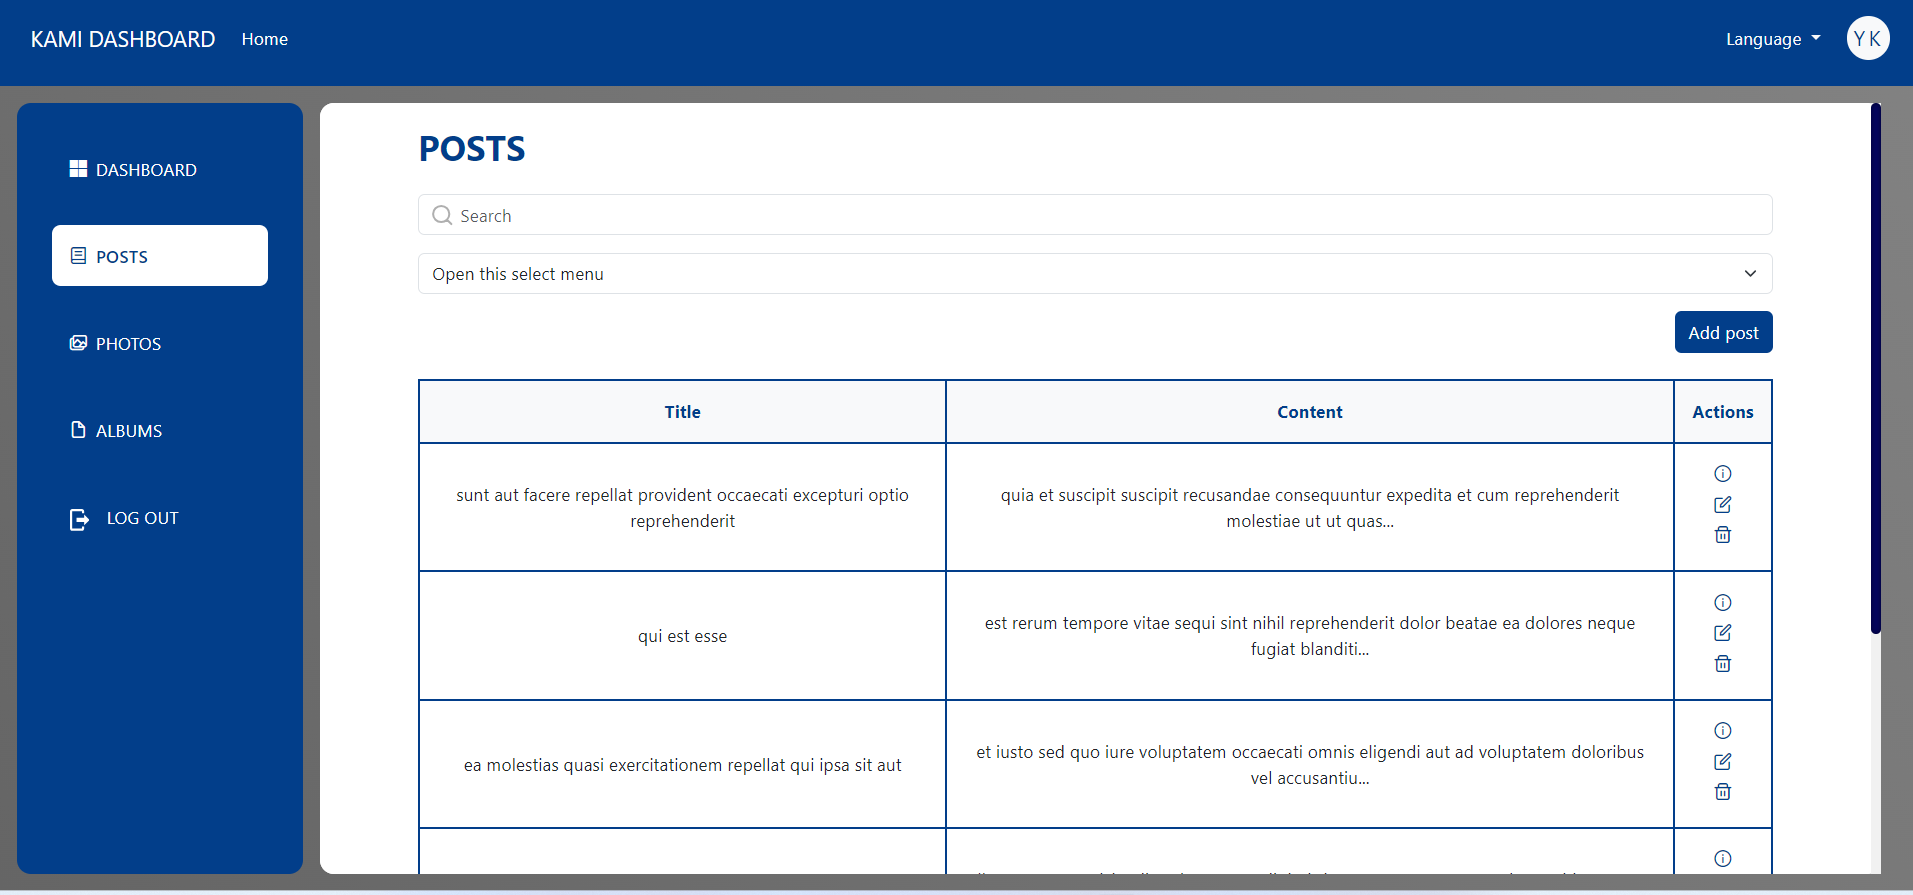 KAMI DASHBOARD
Home
Language
YK
DASHBOARD
POSTS
PHOTOS
ALBUMS
LOG OUT
POSTS
Search
Open this select menu
Add post
Title
Content
Actions
sunt aut facere repellat provident occaecati excepturi optio
reprehenderit
quia et suscipit suscipit recusandae consequuntur expedita et cum reprehenderit
molestiae ut ut quas...
qui est esse
est rerum tempore vitae sequi sint nihil reprehenderit dolor beatae ea dolores neque
fugiat blanditi...
ea molestias quasi exercitationem repellat qui ipsa sit aut
et iusto sed quo iure voluptatem occaecati omnis eligendi aut ad voluptatem doloribus
vel accusantiu...